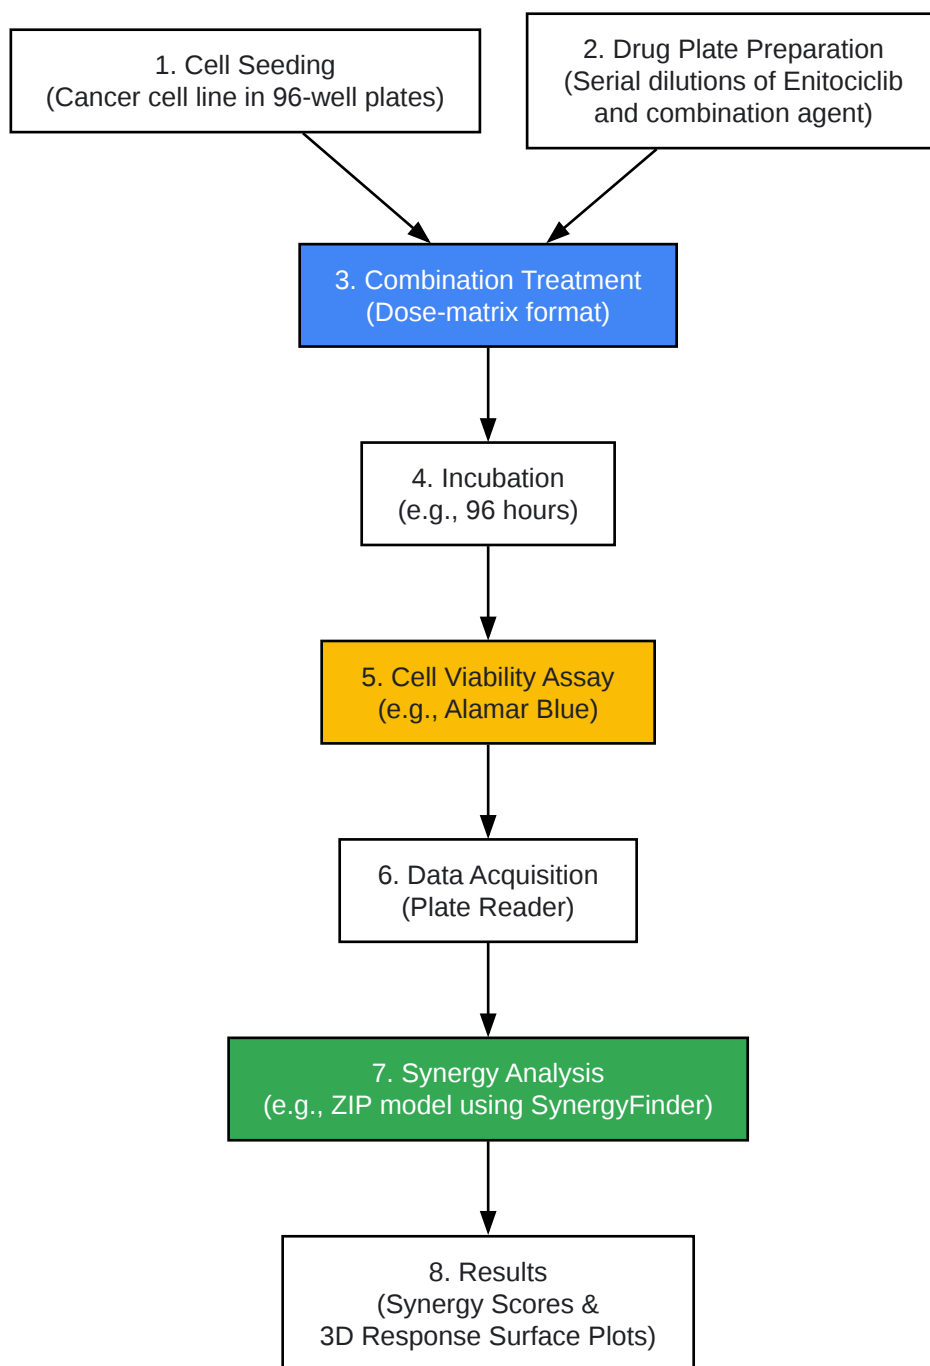 1. Cell Seeding
(Cancer cell line in 96-well plates)
2. Drug Plate Preparation
(Serial dilutions of Enitociclib
and combination agent)
3. Combination Treatment
(Dose-matrix format)
4. Incubation
(e.g., 96 hours)
5. Cell Viability Assay
(e.g., Alamar Blue)
6. Data Acquisition
(Plate Reader)
7. Synergy Analysis
(e.g., ZIP model using SynergyFinder)
8. Results
(Synergy Scores &
3D Response Surface Plots)